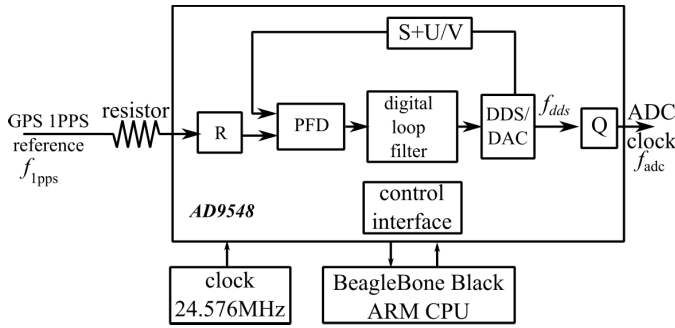 S+U/V
GPS 1PPS
reference
f1pps
resistor
R
PFD
digital
loop
filter
DDS/
DAC
fdds
Q
ADC
clock
fadc
AD9548
control
interface
clock
24.576MHz
BeagleBone Black
ARM CPU